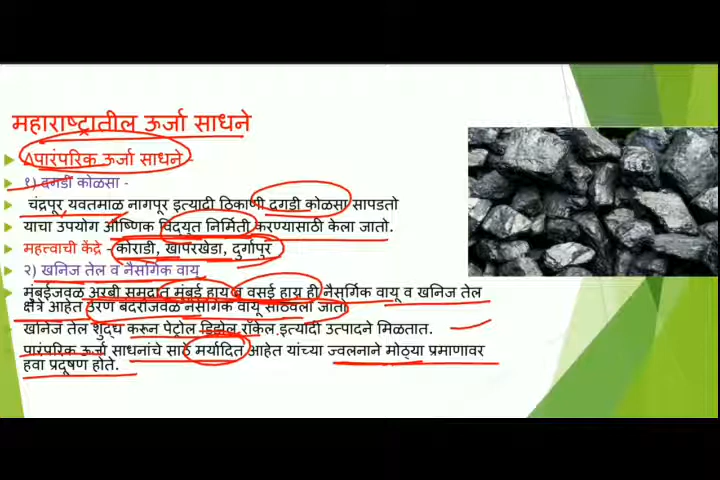 महाराष्ट्रातील ऊर्जा साधने
Aपारंपरिक ऊर्जा साधने -
१) दगडी कोळसा -
चंद्रपूर,यवतमाळ नागपूर इत्यादी ठिकाणी दगडी कोळसा सापडतो
याचा उपयोग औष्णिक विद्युत निर्मिती करण्यासाठी केला जातो.
महत्त्वाची केंद्रे - कोराडी, खापरखेडा, दुर्गापुर
२) खनिज तेल व नैसर्गिक वायू
मुंबईजवळ अरबी समुद्रात मुंबई हाय व वसई हाय ही नैसर्गिक वायू व खनिज तेल
क्षेत्रे आहेत उरण बंदराजवळ नैसर्गिक वायू साठवला जातो
खनिज तेल शुद्ध करून पेट्रोल डिझेल रॉकेल.इत्यादी उत्पादने मिळतात.
पारंपरिक ऊर्जा साधनांचे साठे मर्यादित आहेत यांच्या ज्वलनाने मोठ्या प्रमाणावर
हवा प्रदूषण होते.